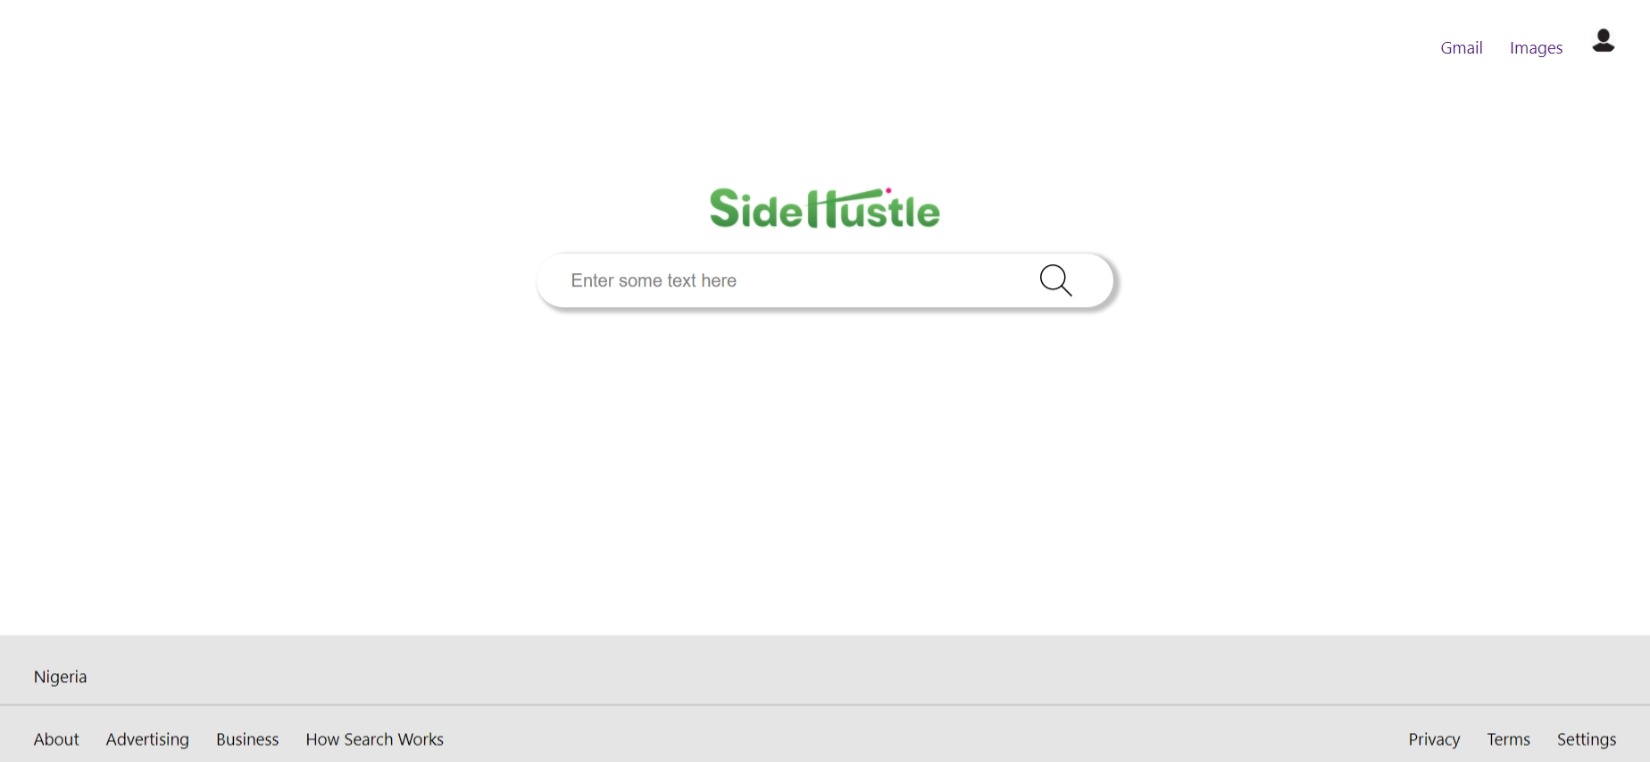 Gmail Images
SideHustle
Enter some text here
Nigeria
About Advertising Business How Search Works Privacy Terms Settings